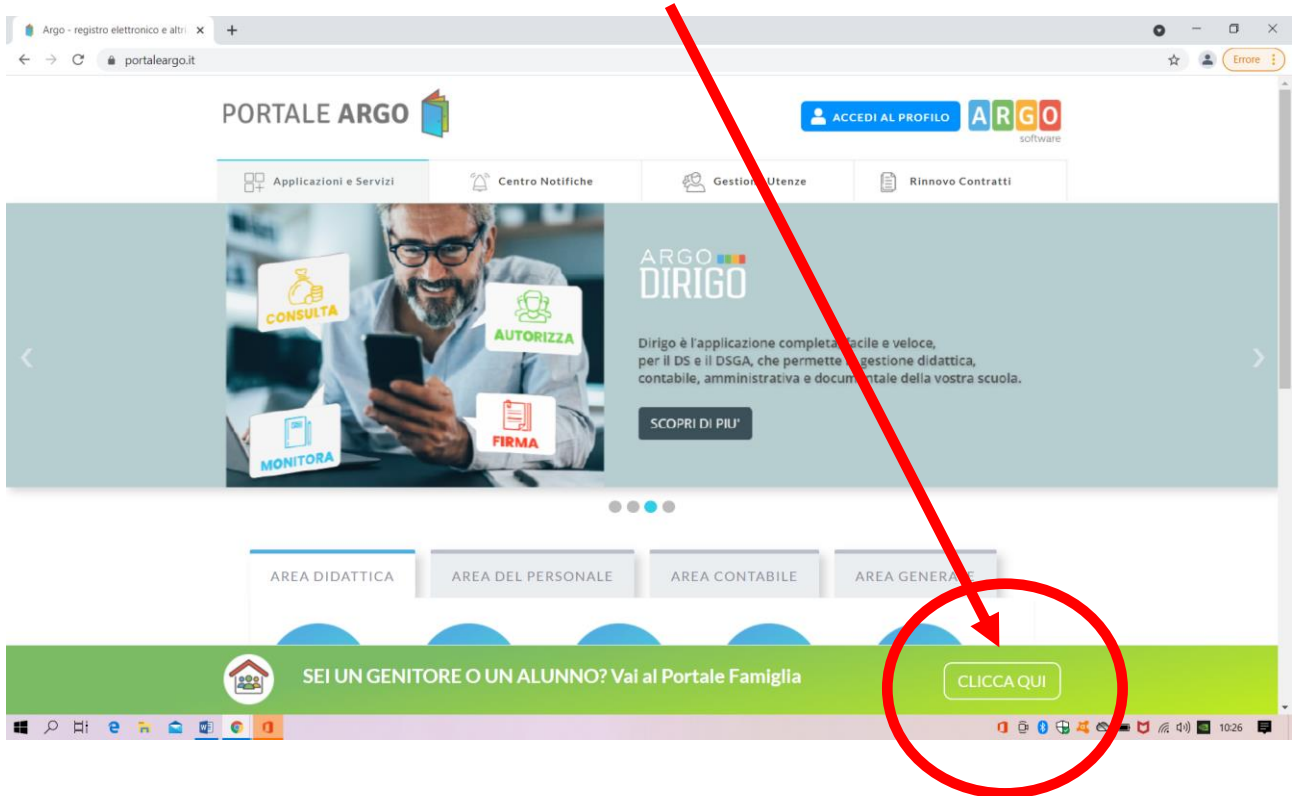 Argo - registro elettronico e altri
portaleargo.it
Errore
PORTALE ARGO
ACCEDI AL PROFILO
ARGO
software
Applicazioni e Servizi
Centro Notifiche
Gestione Utenze
Rinnovo Contratti
CONSULTA
AUTORIZZA
MONITORA
FIRMA
ARGO
DIRIGO
Dirigo è l'applicazione completa, facile e veloce,
per il DS e il DSGA, che permette la gestione didattica,
contabile, amministrativa e documentale della vostra scuola.
SCOPRI DI PIU'
AREA DIDATTICA
AREA DEL PERSONALE
AREA CONTABILE
AREA GENERALE
SEI UN GENITORE O UN ALUNNO? Vai al Portale Famiglia
CLICCA QUI
10:26